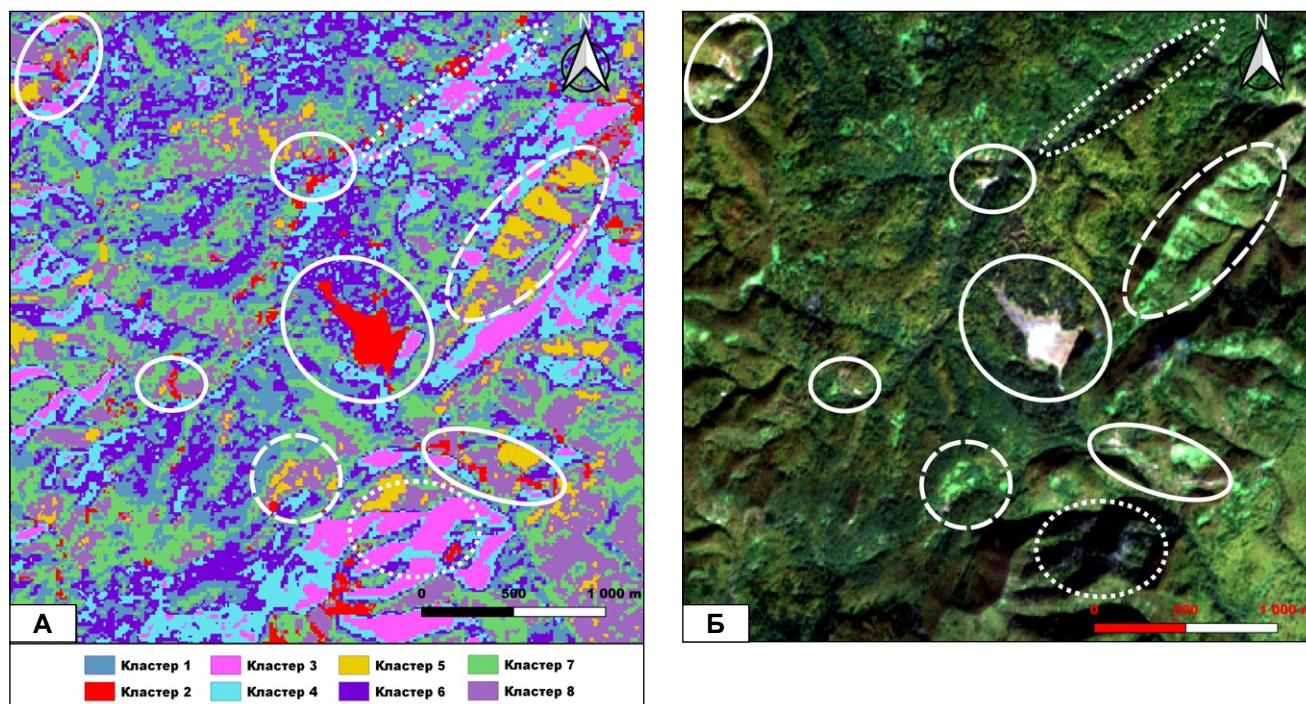 N
N
0 500 1 000 m
0 500 1 000 m
А
Б
Кластер 1 Кластер 3 Кластер 5 Кластер 7
Кластер 2 Кластер 4 Кластер 6 Кластер 8